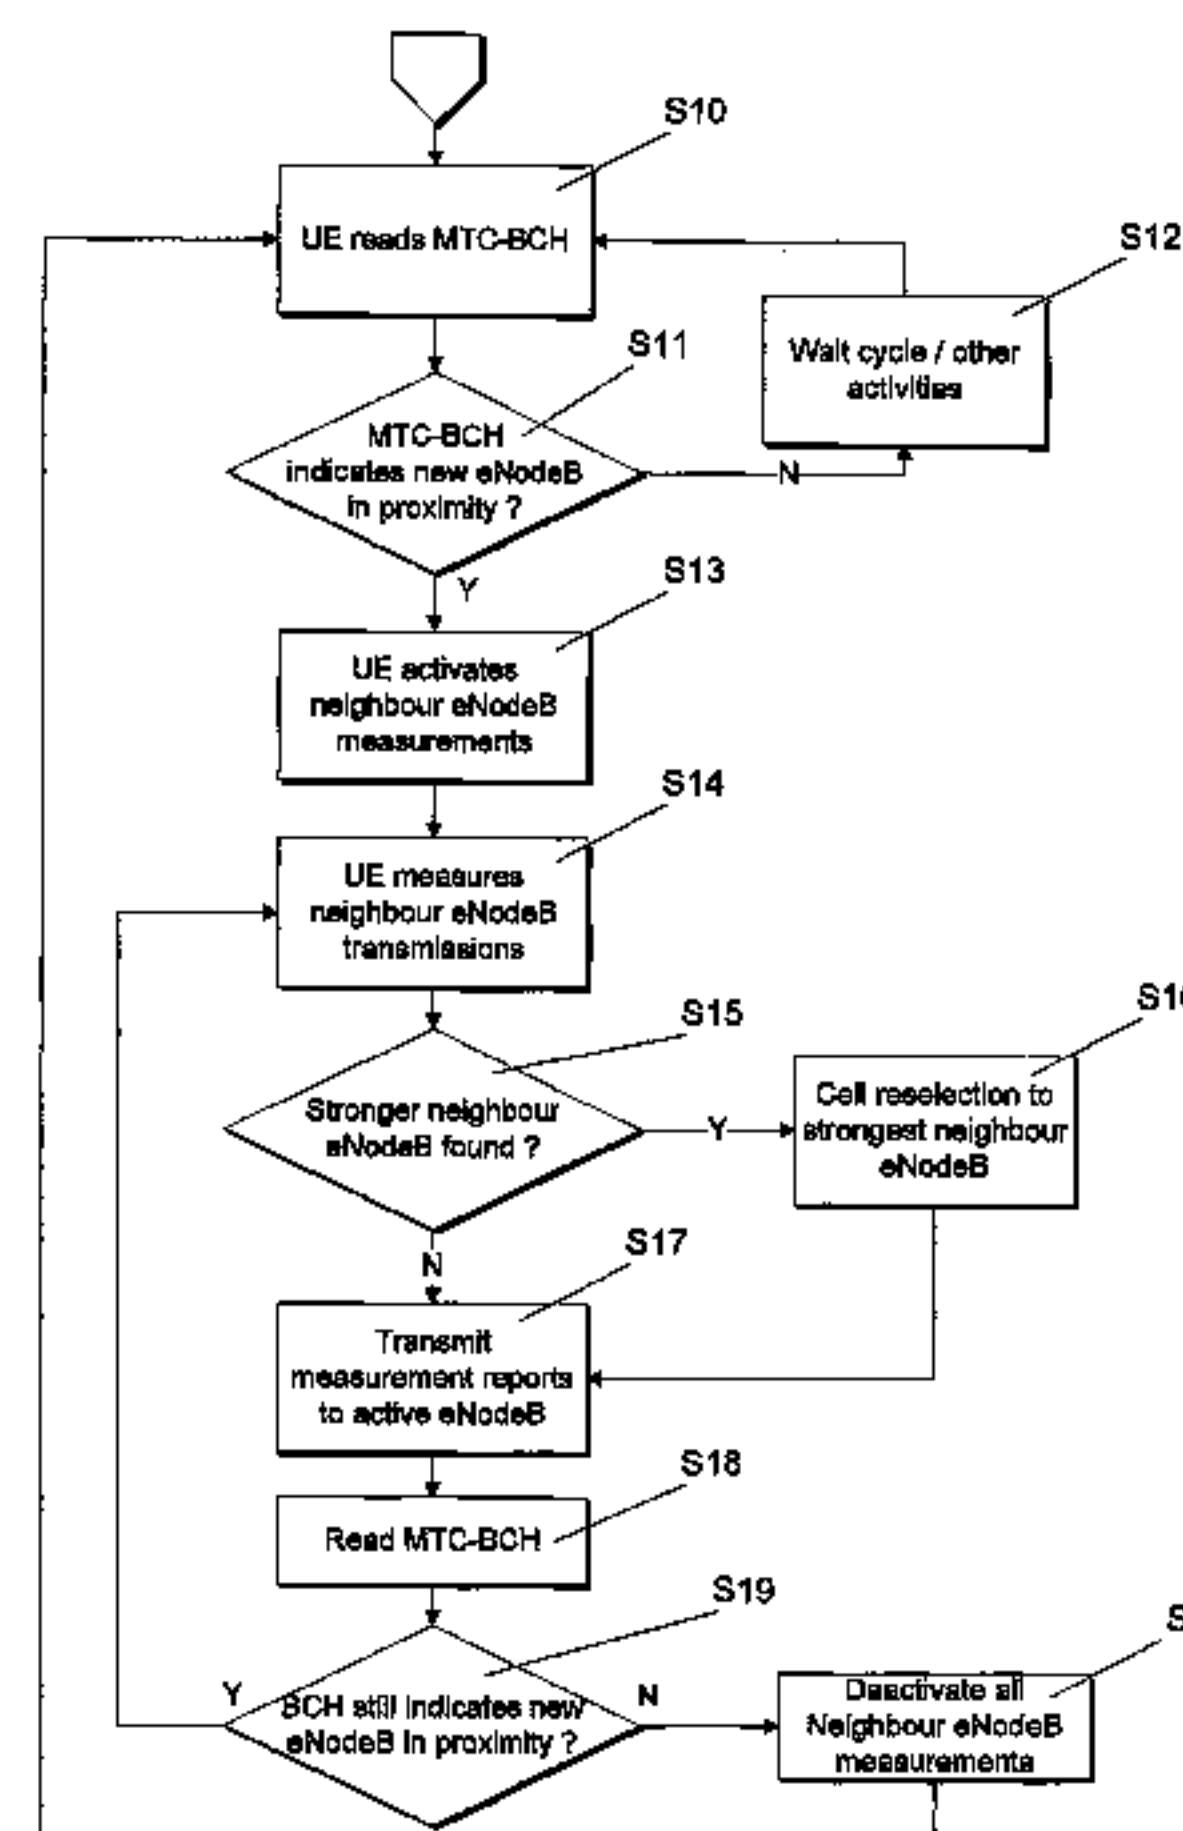 S10
UE reads MTC-BCH
S12
Wait cycle / other
activities
S11
MTC-BCH
indicates new eNodeB
in proximity ?
N
Y
S13
UE activates
neighbour eNodeB
measurements
S14
UE measures
neighbour eNodeB
transmissions
S15
Stronger neighbour
eNodeB found ?
Y
Cell reselection to
strongest neighbour
eNodeB
N
S17
Transmit
measurement reports
to active eNodeB
S18
Read MTC-BCH
S19
BCH still indicates new
eNodeB in proximity ?
Y
N
Deactivate all
Neighbour eNodeB
measurements